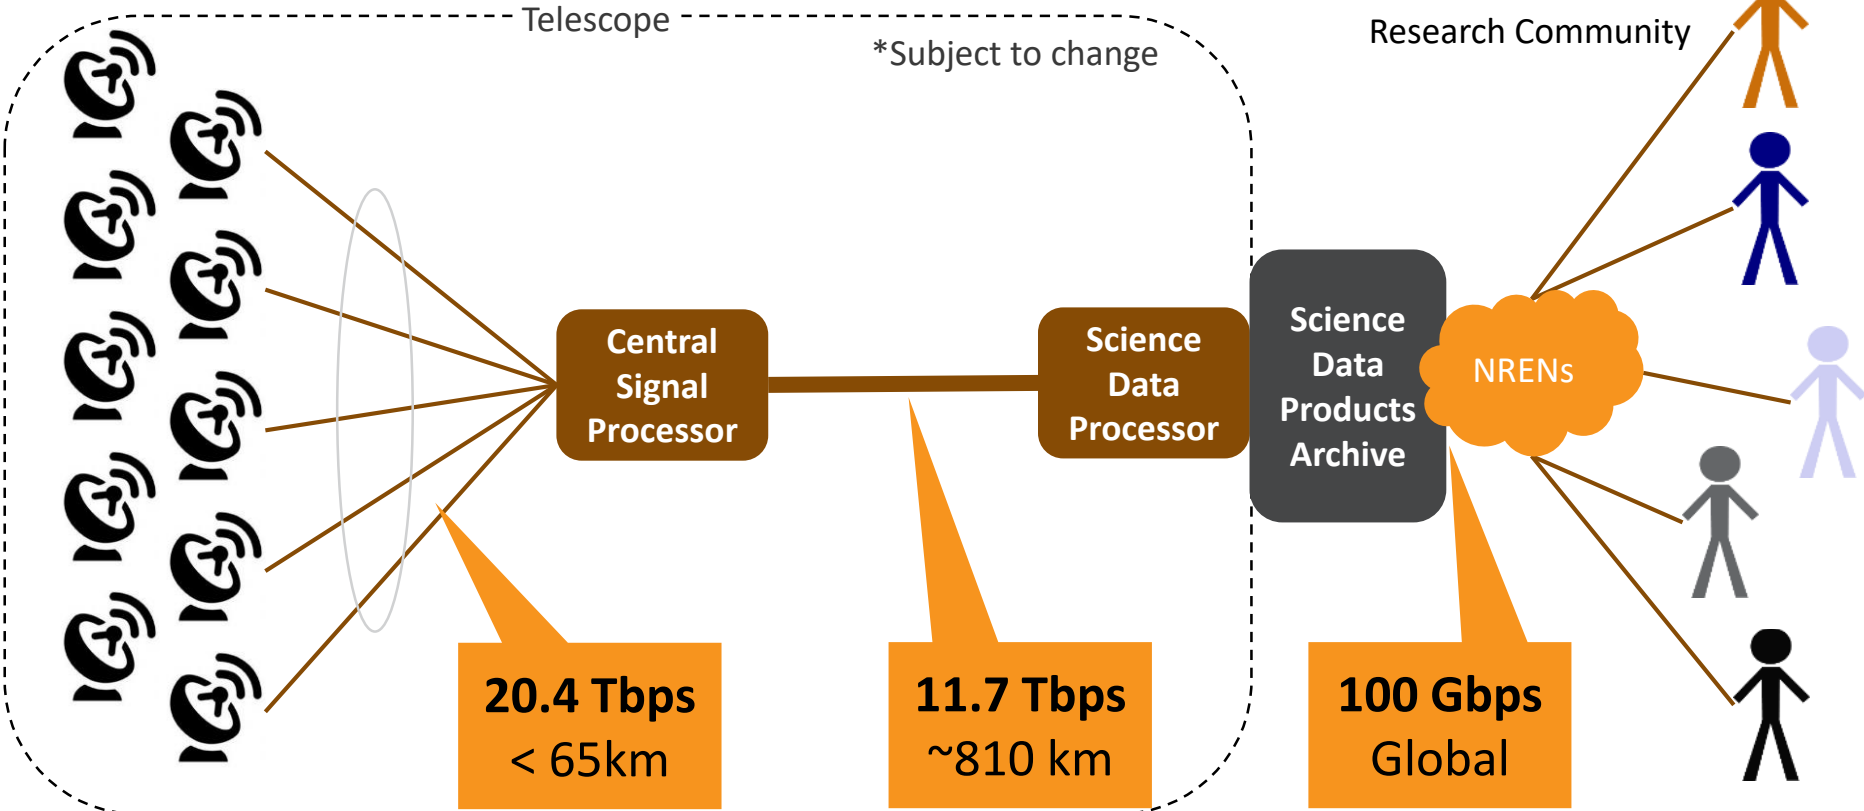 Telescope
*Subject to change
Research Community
Central
Signal
Processor
Science
Data
Processor
Science
Data
Products
Archive
NRENs
20.4 Tbps
< 65km
11.7 Tbps
~810 km
100 Gbps
Global